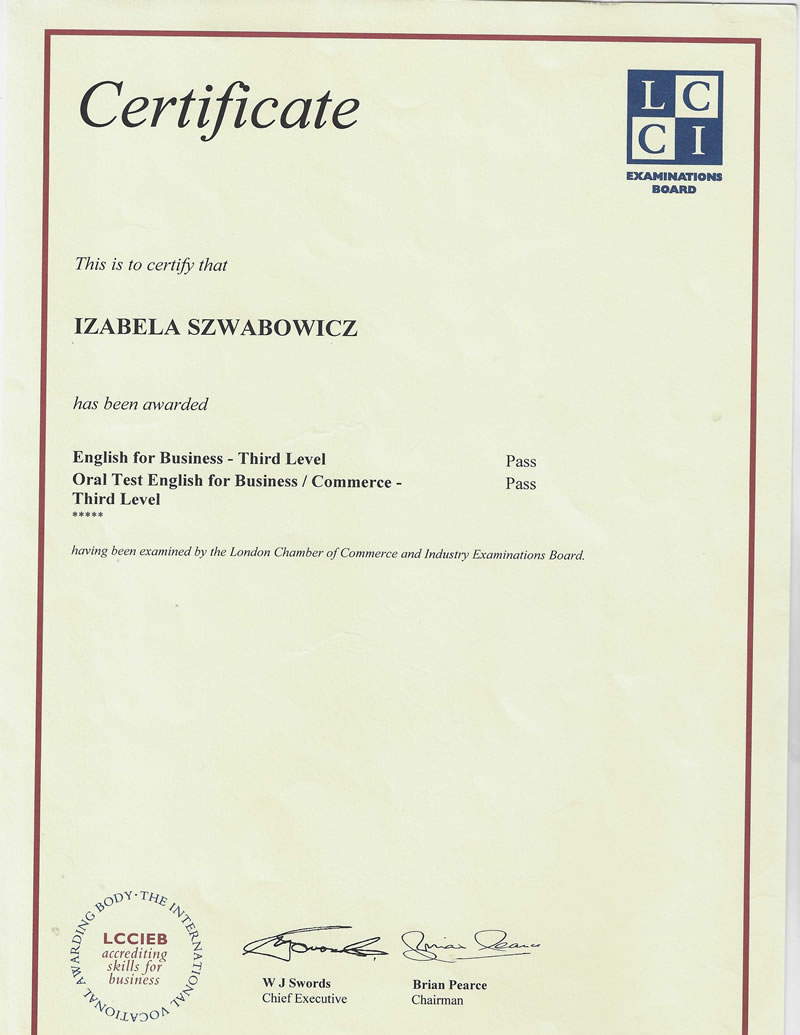 Certificate
L C
C I
EXAMINATIONS
BOARD
This is to certify that
IZABELA SZWABOWICZ
has been awarded
English for Business - Third Level Pass
Oral Test English for Business / Commerce - Pass
Third Level
*****
having been examined by the London Chamber of Commerce and Industry Examinations Board.
AWARDING BODY · THE INTERNATIONAL VOCATIONAL
LCCIEB
accrediting
skills for
business
W J Swords
Chief Executive
Brian Pearce
Chairman